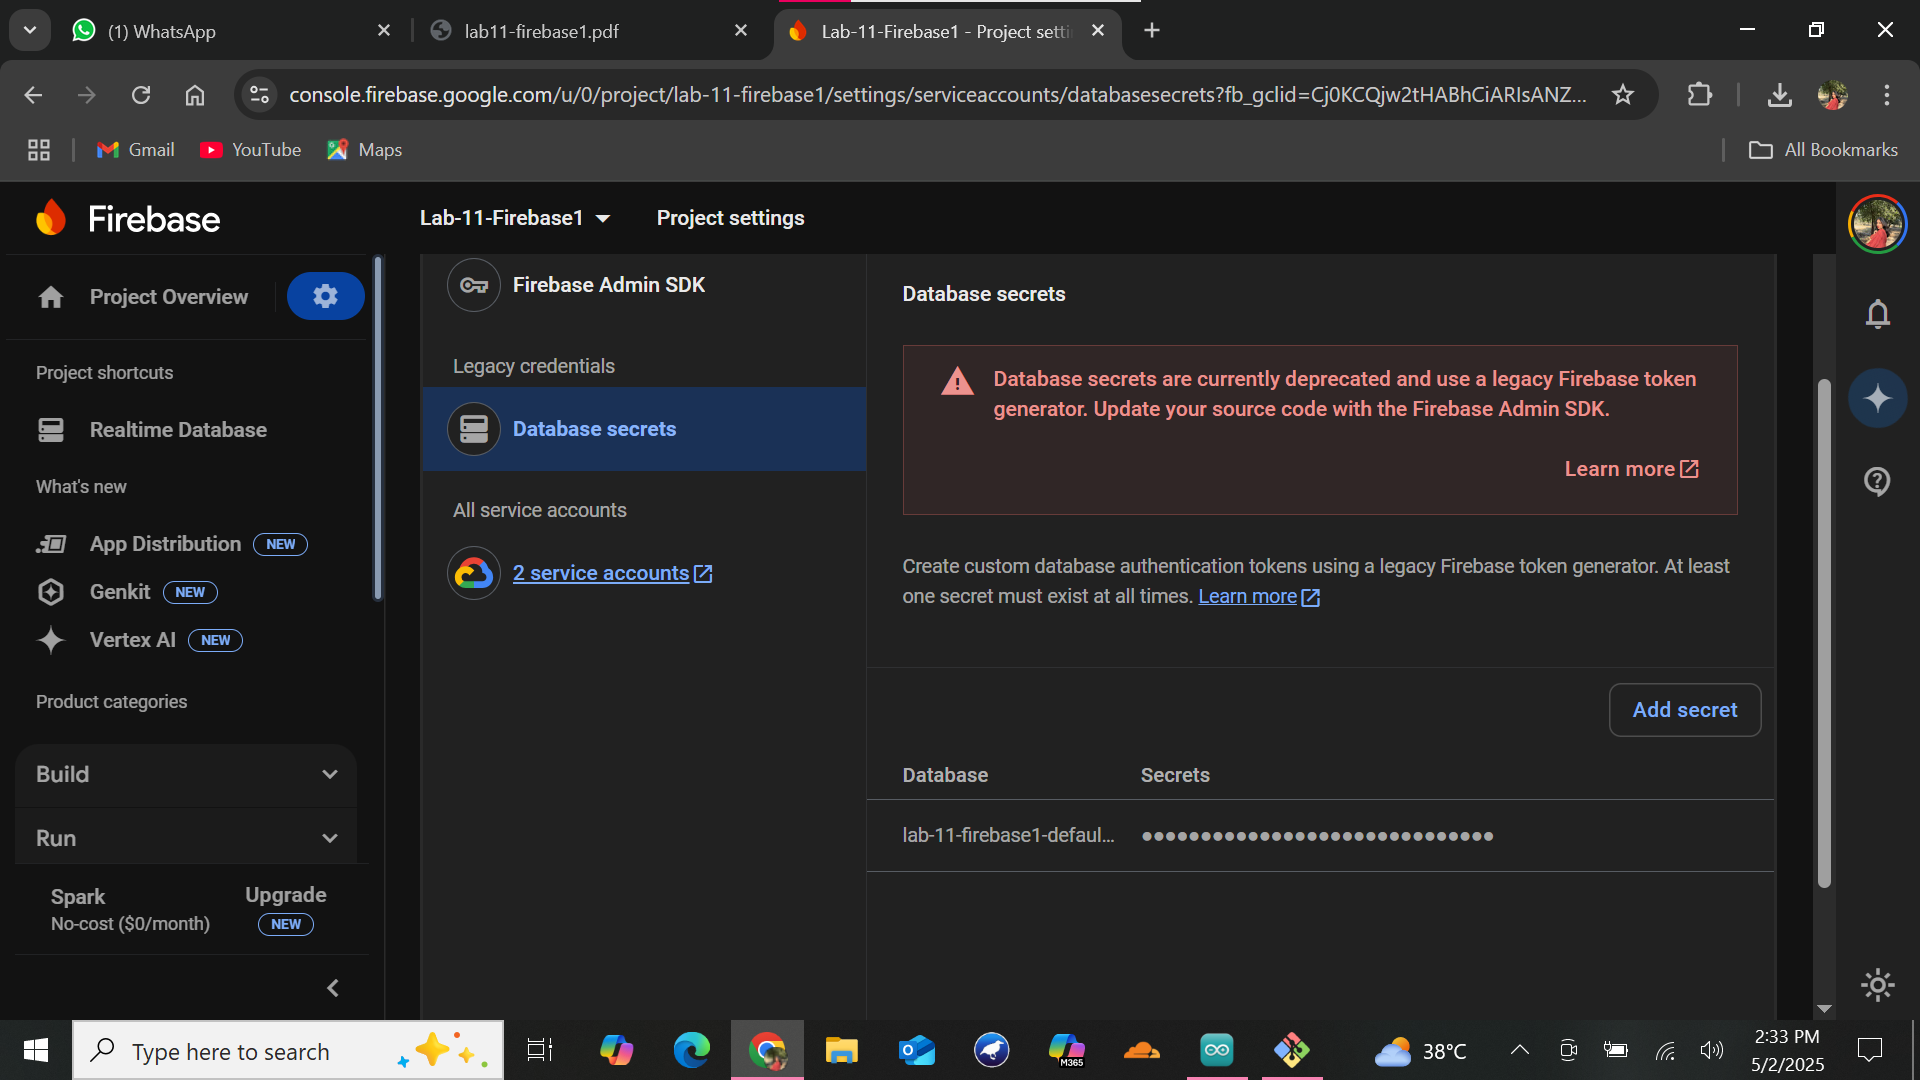 (1) WhatsApp
lab11-firebase1.pdf
Lab-11-Firebase1 - Project setti
console.firebase.google.com/u/0/project/lab-11-firebase1/settings/serviceaccounts/databasesecrets?fb_gclid=Cj0KCQjw2tHABhCiARIsANZ...
Gmail
YouTube
Maps
All Bookmarks
Firebase
Lab-11-Firebase1
Project settings
Project Overview
Project shortcuts
Realtime Database
What's new
App Distribution NEW
Genkit NEW
Vertex AI NEW
Product categories
Build
Run
Spark
No-cost ($0/month)
Upgrade
NEW
Firebase Admin SDK
Legacy credentials
Database secrets
All service accounts
2 service accounts
Database secrets
Database secrets are currently deprecated and use a legacy Firebase token
generator. Update your source code with the Firebase Admin SDK.
Learn more
Create custom database authentication tokens using a legacy Firebase token generator. At least
one secret must exist at all times. Learn more
Add secret
Database Secrets
lab-11-firebase1-defaul... ●●●●●●●●●●●●●●●●●●●●●●●●●●●●●●
Type here to search
M365
38°C
2:33 PM
5/2/2025